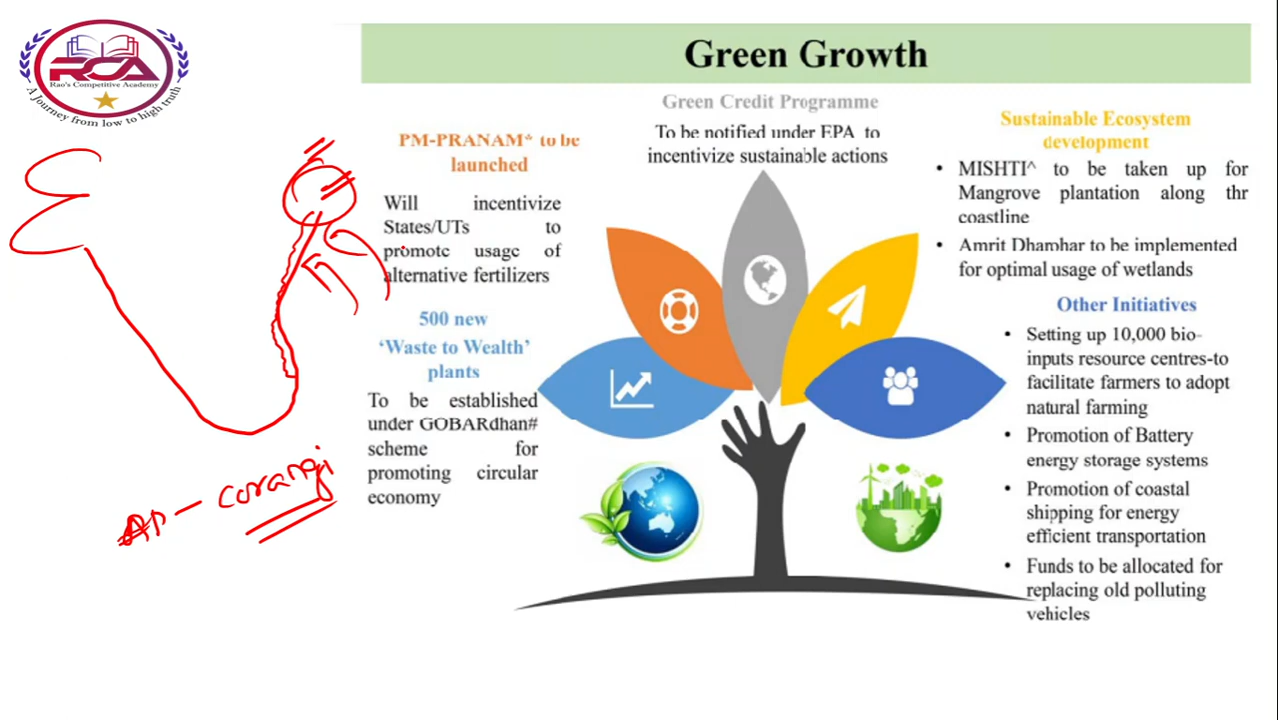 RCA
Rao's Competitive Academy
A Journey from low to high truth
Green Growth
Green Credit Programme
To be notified under EPA to
incentivize sustainable actions
PM-PRANAM* to be
launched
Will incentivize
States/UTs to
promote usage of
alternative fertilizers
500 new
‘Waste to Wealth’
plants
To be established
under GOBARdhan#
scheme for
promoting circular
economy
Sustainable Ecosystem
development
• MISHTI^ to be taken up for
Mangrove plantation along thr
coastline
• Amrit Dharohar to be implemented
for optimal usage of wetlands
Other Initiatives
• Setting up 10,000 bio-
inputs resource centres-to
facilitate farmers to adopt
natural farming
• Promotion of Battery
energy storage systems
• Promotion of coastal
shipping for energy
efficient transportation
• Funds to be allocated for
replacing old polluting
vehicles
AP - corangi